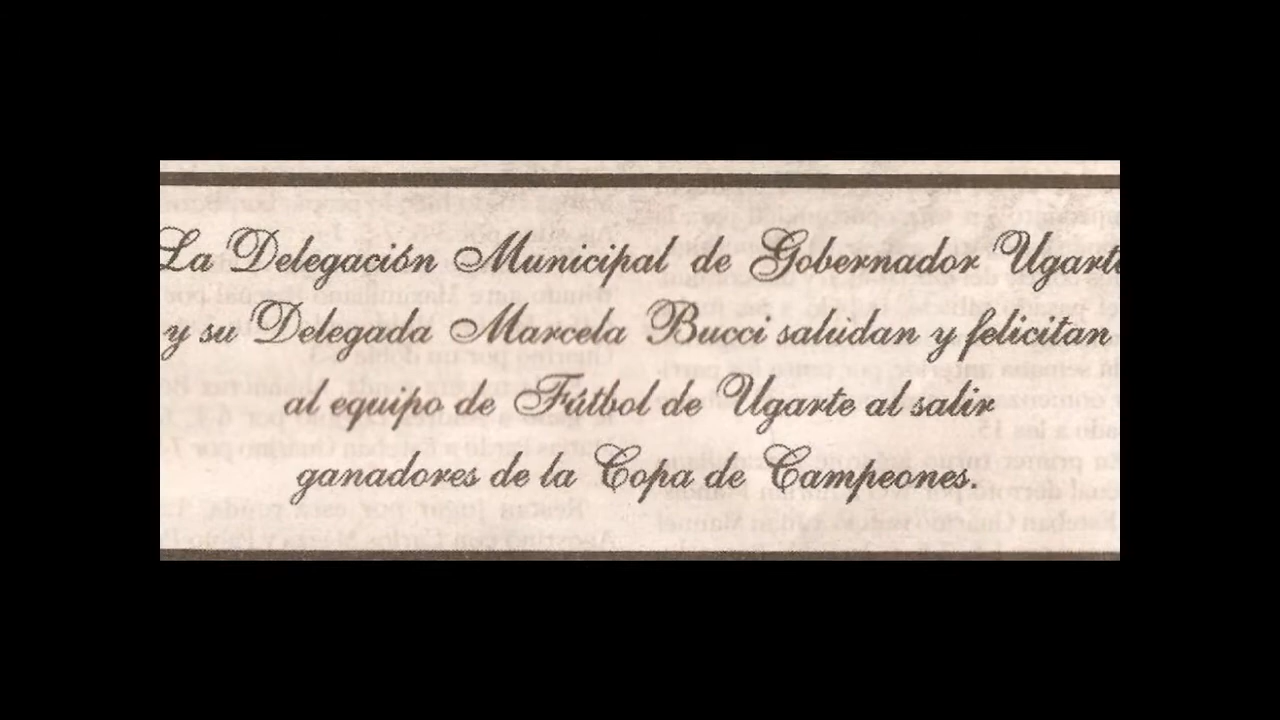 La Delegación Municipal de Gobernador Ugarte
y su Delegada Marcela Bucci saludan y felicitan
al equipo de Fútbol de Ugarte al salir
ganadores de la Copa de Campeones.